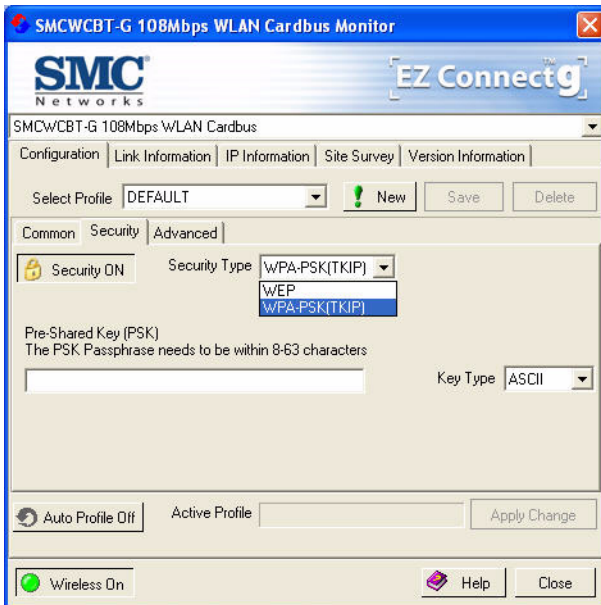 SMCWCBT-G 108Mbps WLAN Cardbus Monitor
SMC®
Networks
EZ Connect™ g
SMCWCBT-G 108Mbps WLAN Cardbus
Configuration Link Information IP Information Site Survey Version Information
Select Profile DEFAULT New Save Delete
Common Security Advanced
Security ON Security Type WPA-PSK(TKIP)
WEP
WPA-PSK(TKIP)
Pre-Shared Key (PSK)
The PSK Passphrase needs to be within 8-63 characters
Key Type ASCII
Auto Profile Off Active Profile Apply Change
Wireless On Help Close